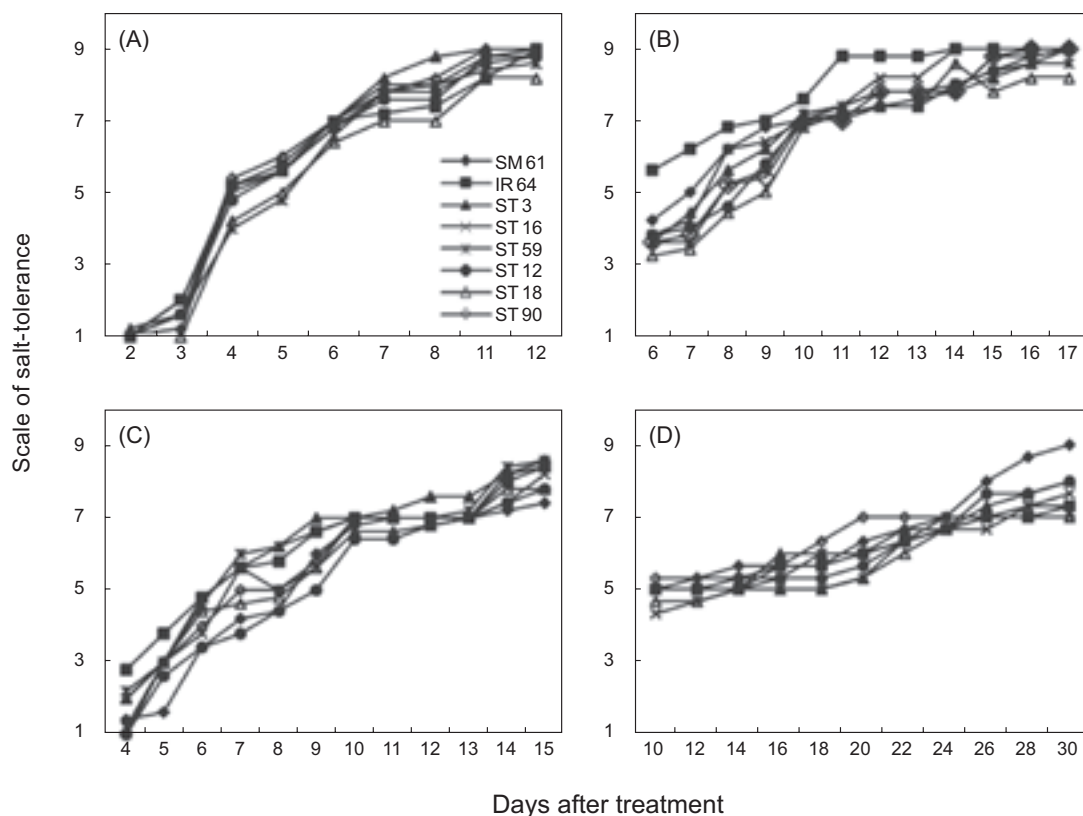 (A)
9
7
5
3
1
2 3 4 5 6 7 8 11 12
SM 61
IR 64
ST 3
ST 16
ST 59
ST 12
ST 18
ST 90
(B)
9
7
5
3
1
6 7 8 9 10 11 12 13 14 15 16 17
Scale of salt-tolerance
(C)
9
7
5
3
1
4 5 6 7 8 9 10 11 12 13 14 15
(D)
9
7
5
3
1
10 12 14 16 18 20 22 24 26 28 30
Days after treatment